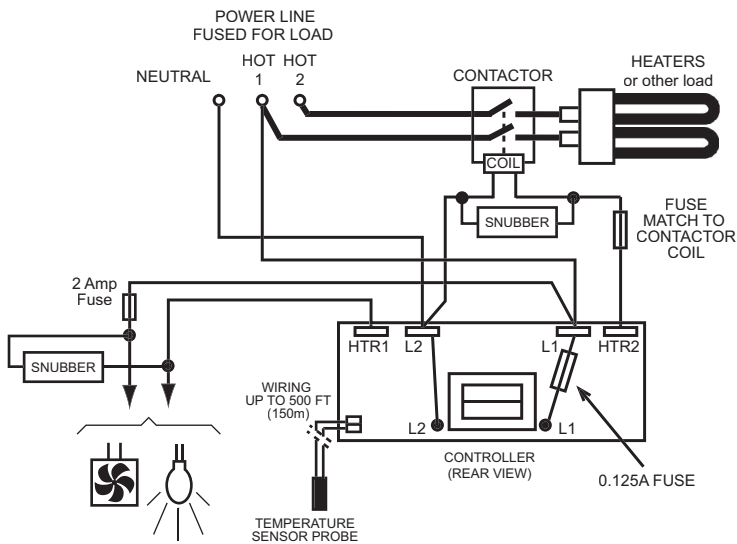 POWER LINE
FUSED FOR LOAD
NEUTRAL
HOT
1
HOT
2
CONTACTOR
HEATERS
or other load
COIL
SNUBBER
FUSE
MATCH TO
CONTACTOR
COIL
2 Amp
Fuse
SNUBBER
HTR1
L2
L1
HTR2
WIRING
UP TO 500 FT
(150m)
L2
L1
CONTROLLER
(REAR VIEW)
0.125A FUSE
TEMPERATURE
SENSOR PROBE